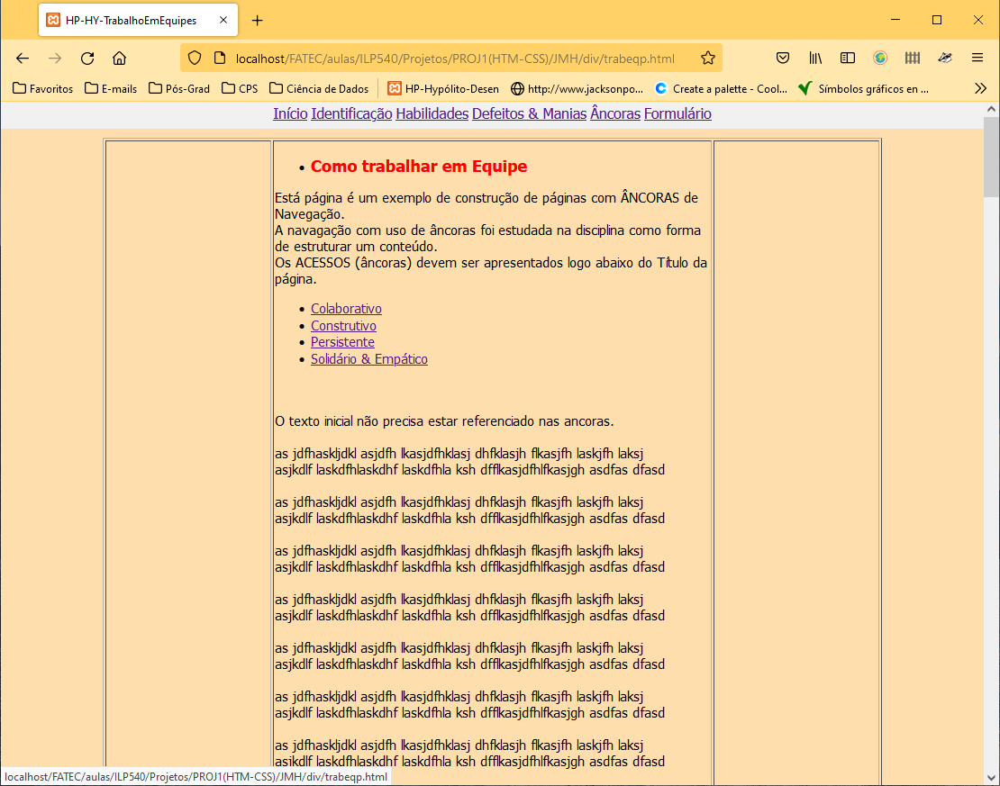 HP-HY-TrabalhoEmEquipes
localhost/FATEC/aulas/ILP540/Projetos/PROJ1(HTM-CSS)/JMH/div/trabeqp.html
Favoritos E-mails Pós-Grad CPS Ciência de Dados HP-Hypólito-Desen http://www.jacksonpo... Create a palette - Cool... Símbolos gráficos en ...
Início Identificação Habilidades Defeitos & Manias Âncoras Formulário
• Como trabalhar em Equipe
Está página é um exemplo de construção de páginas com ÂNCORAS de
Navegação.
A navagação com uso de âncoras foi estudada na disciplina como forma
de estruturar um conteúdo.
Os ACESSOS (âncoras) devem ser apresentados logo abaixo do Título da
página.
• Colaborativo
• Construtivo
• Persistente
• Solidário & Empático
O texto inicial não precisa estar referenciado nas ancoras.
as jdfhaskljdkl asjdfh lkasjdfhklasj dhfklasjh flkasjfh laskjfh laksj
asjkdlf laskdfhlaskdhf laskdfhla ksh dfflkasjdfhlfkasjgh asdfas dfasd
as jdfhaskljdkl asjdfh lkasjdfhklasj dhfklasjh flkasjfh laskjfh laksj
asjkdlf laskdfhlaskdhf laskdfhla ksh dfflkasjdfhlfkasjgh asdfas dfasd
as jdfhaskljdkl asjdfh lkasjdfhklasj dhfklasjh flkasjfh laskjfh laksj
asjkdlf laskdfhlaskdhf laskdfhla ksh dfflkasjdfhlfkasjgh asdfas dfasd
as jdfhaskljdkl asjdfh lkasjdfhklasj dhfklasjh flkasjfh laskjfh laksj
asjkdlf laskdfhlaskdhf laskdfhla ksh dfflkasjdfhlfkasjgh asdfas dfasd
as jdfhaskljdkl asjdfh lkasjdfhklasj dhfklasjh flkasjfh laskjfh laksj
asjkdlf laskdfhlaskdhf laskdfhla ksh dfflkasjdfhlfkasjgh asdfas dfasd
as jdfhaskljdkl asjdfh lkasjdfhklasj dhfklasjh flkasjfh laskjfh laksj
asjkdlf laskdfhlaskdhf laskdfhla ksh dfflkasjdfhlfkasjgh asdfas dfasd
as jdfhaskljdkl asjdfh lkasjdfhklasj dhfklasjh flkasjfh laskjfh laksj
asjkdlf laskdfhlaskdhf laskdfhla ksh dfflkasjdfhlfkasjgh asdfas dfasd
localhost/FATEC/aulas/ILP540/Projetos/PROJ1(HTM-CSS)/JMH/div/trabeqp.html